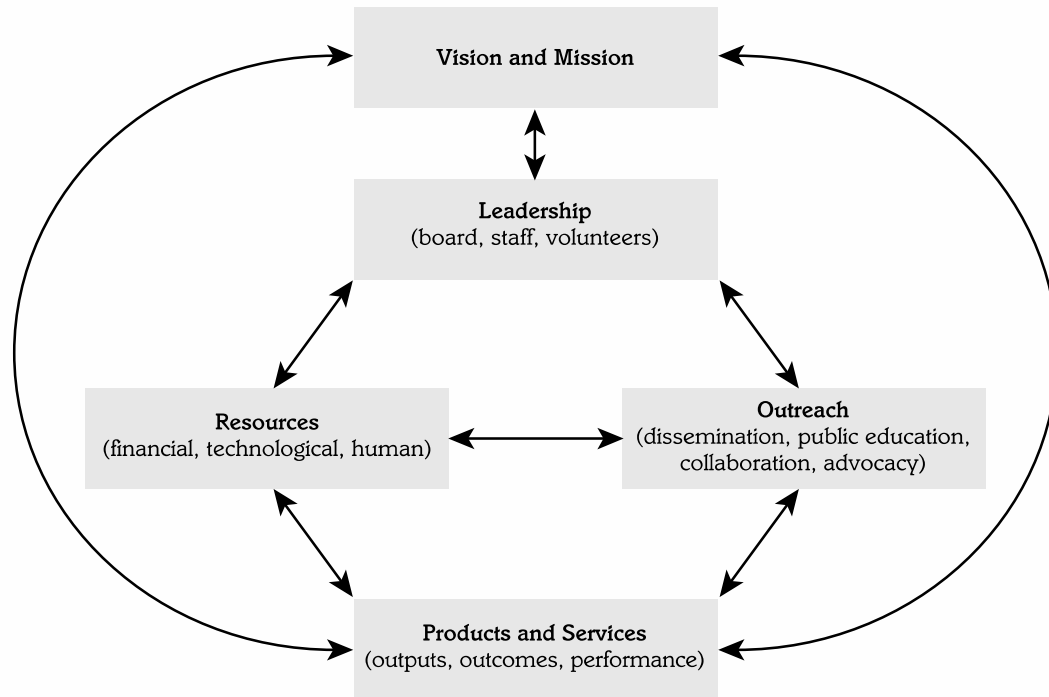 Vision and Mission
Leadership
(board, staff, volunteers)
Resources
(financial, technological, human)
Outreach
(dissemination, public education,
collaboration, advocacy)
Products and Services
(outputs, outcomes, performance)